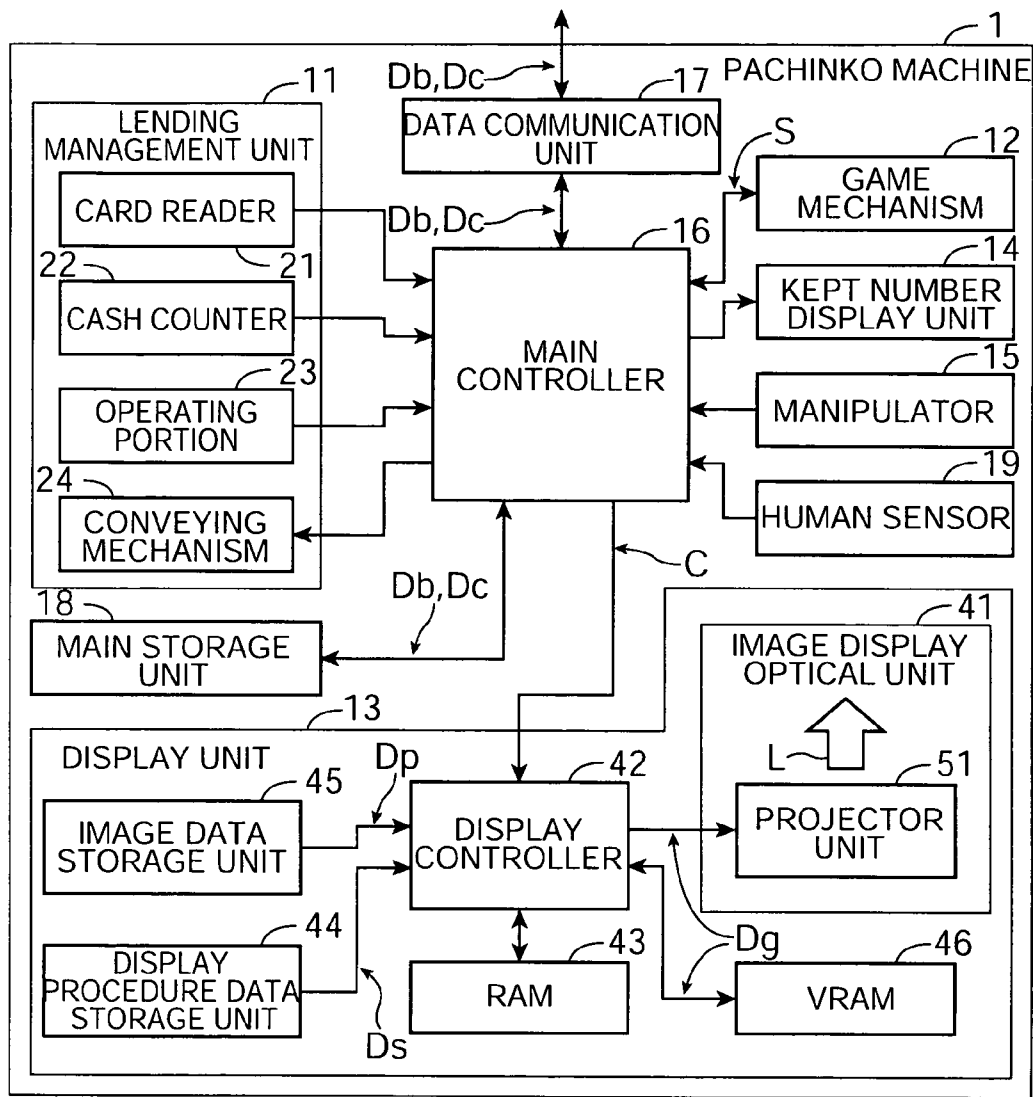 1
PACHINKO MACHINE
Db,Dc
17
DATA COMMUNICATION
UNIT
Db,Dc
11
LENDING
MANAGEMENT UNIT
CARD READER
21
22
CASH COUNTER
23
OPERATING
PORTION
24
CONVEYING
MECHANISM
16
MAIN
CONTROLLER
S
12
GAME
MECHANISM
14
KEPT NUMBER
DISPLAY UNIT
15
MANIPULATOR
19
HUMAN SENSOR
C
Db,Dc
18
MAIN STORAGE
UNIT
13
DISPLAY UNIT
45
IMAGE DATA
STORAGE UNIT
Dp
44
DISPLAY
PROCEDURE DATA
STORAGE UNIT
Ds
42
DISPLAY
CONTROLLER
43
RAM
41
IMAGE DISPLAY
OPTICAL UNIT
L
51
PROJECTOR
UNIT
Dg
46
VRAM